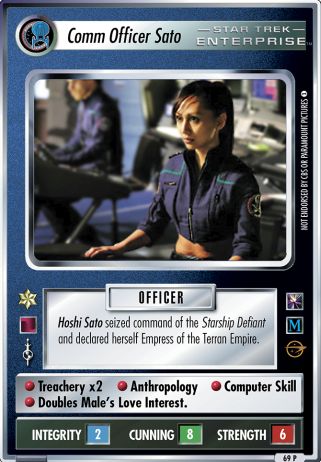 Comm Officer Sato
STAR TREK
ENTERPRISE™
NOT ENDORSED BY CBS OR PARAMOUNT PICTURES
OFFICER
Hoshi Sato seized command of the Starship Defiant
and declared herself Empress of the Terran Empire.
M
Treachery x2 Anthropology Computer Skill
Doubles Male's Love Interest.
INTEGRITY 2 CUNNING 8 STRENGTH 6
69 P